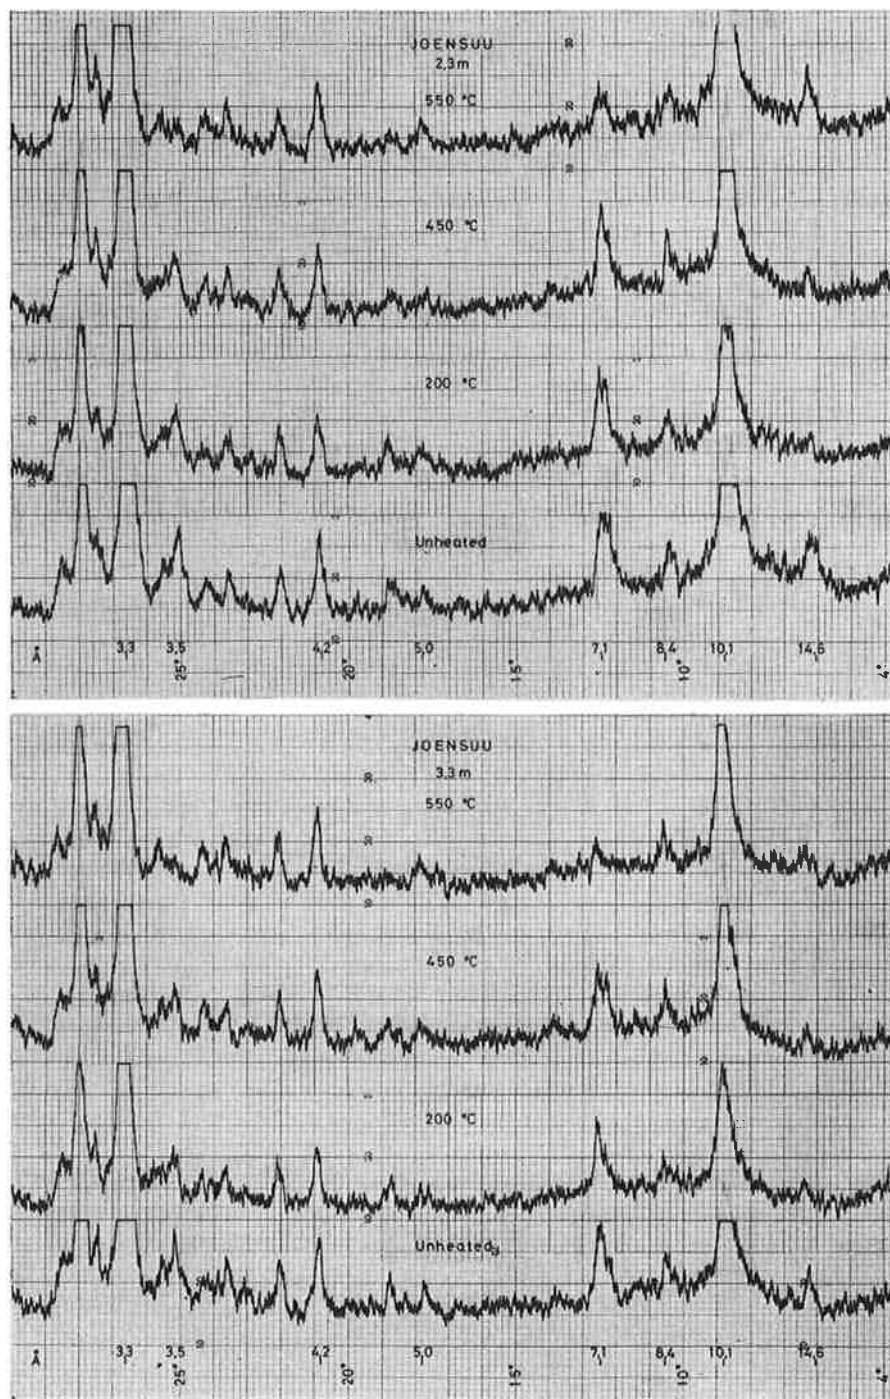 JOENSUU
2,3 m
550 °C
450 °C
200 °C
Unheated
Å 3,3 3,5 4,2 5,0 7,1 8,4 10,1 14,6
25° 20° 15° 10° 4°
JOENSUU
3,3 m
550 °C
450 °C
200 °C
Unheated
Å 3,3 3,5 4,2 5,0 7,1 8,4 10,1 14,6
25° 20° 15° 10° 4°